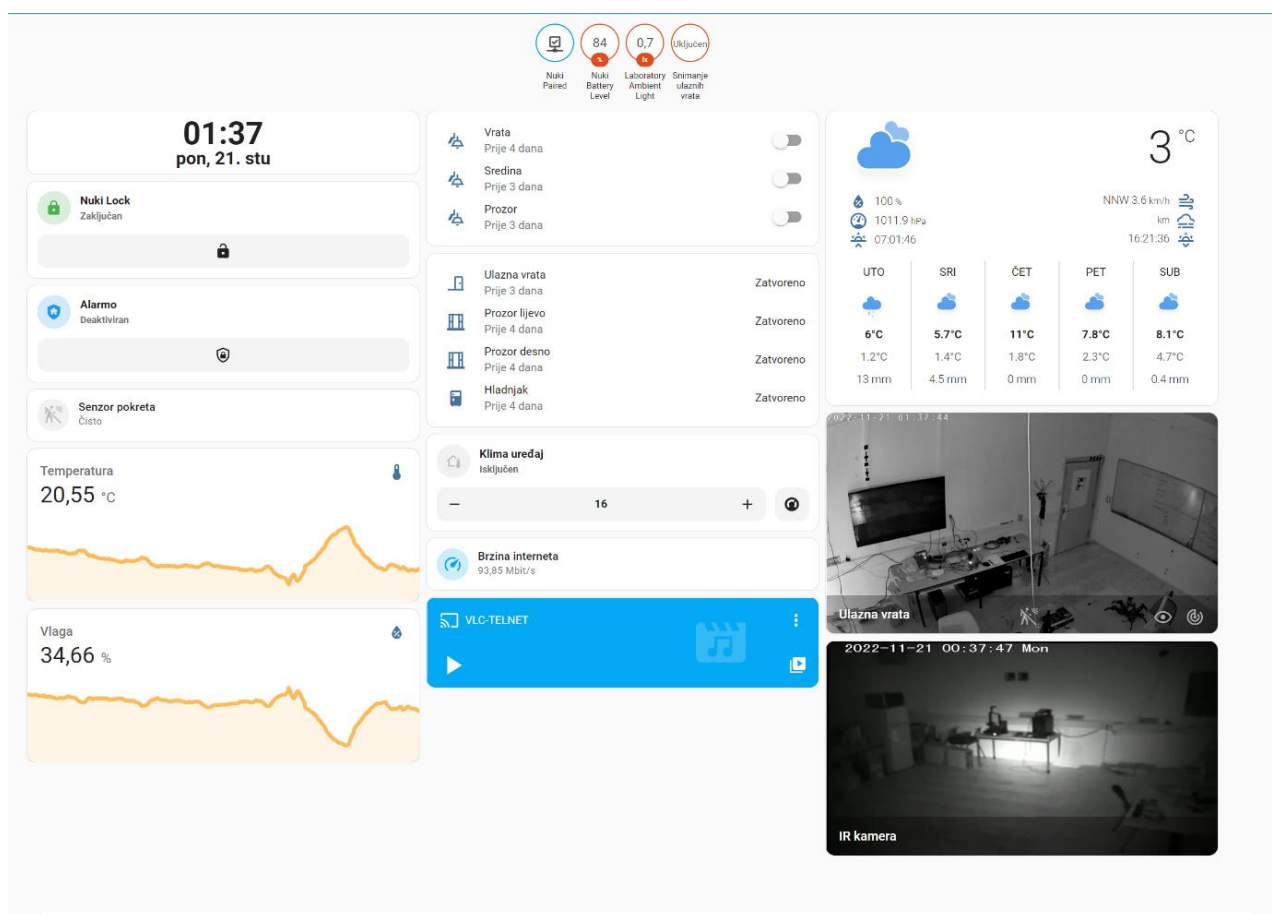 84
%
0,7
lx
Uključen
Nuki
Paired
Nuki
Battery
Level
Laboratory
Ambient
Light
Snimanje
ulaznih
vrata
01:37
pon, 21. stu
Nuki Lock
Zaključan
Alarmo
Deaktiviran
Senzor pokreta
Čisto
Temperatura
20,55 °C
Vlaga
34,66 %
Vrata
Prije 4 dana
Sredina
Prije 3 dana
Prozor
Prije 3 dana
Ulazna vrata
Prije 3 dana
Zatvoreno
Prozor lijevo
Prije 4 dana
Zatvoreno
Prozor desno
Prije 4 dana
Zatvoreno
Hladnjak
Prije 4 dana
Zatvoreno
Klima uređaj
Isključen
− 16 +
Brzina interneta
93,85 Mbit/s
VLC-TELNET
3 °C
100 %
NNW 3.6 km/h
1011.9 hPa
km
07:01:46
16:21:36
UTO SRI ČET PET SUB
6°C 5.7°C 11°C 7.8°C 8.1°C
1.2°C 1.4°C 1.8°C 2.3°C 4.7°C
13 mm 4.5 mm 0 mm 0 mm 0.4 mm
2022-11-21 01:37:44
Ulazna vrata
2022-11-21 00:37:47 Mon
IR kamera